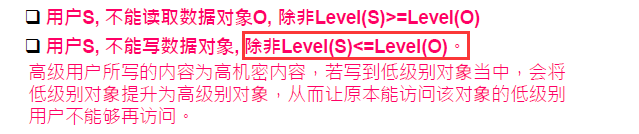 ❑ 用户S, 不能读取数据对象O, 除非Level(S)>=Level(O)
❑ 用户S, 不能写数据对象, 除非Level(S)<=Level(O)。
高级用户所写的内容为高机密内容，若写到低级别对象当中，会将
低级别对象提升为高级别对象，从而让原本能访问该对象的低级别
用户不能够再访问。